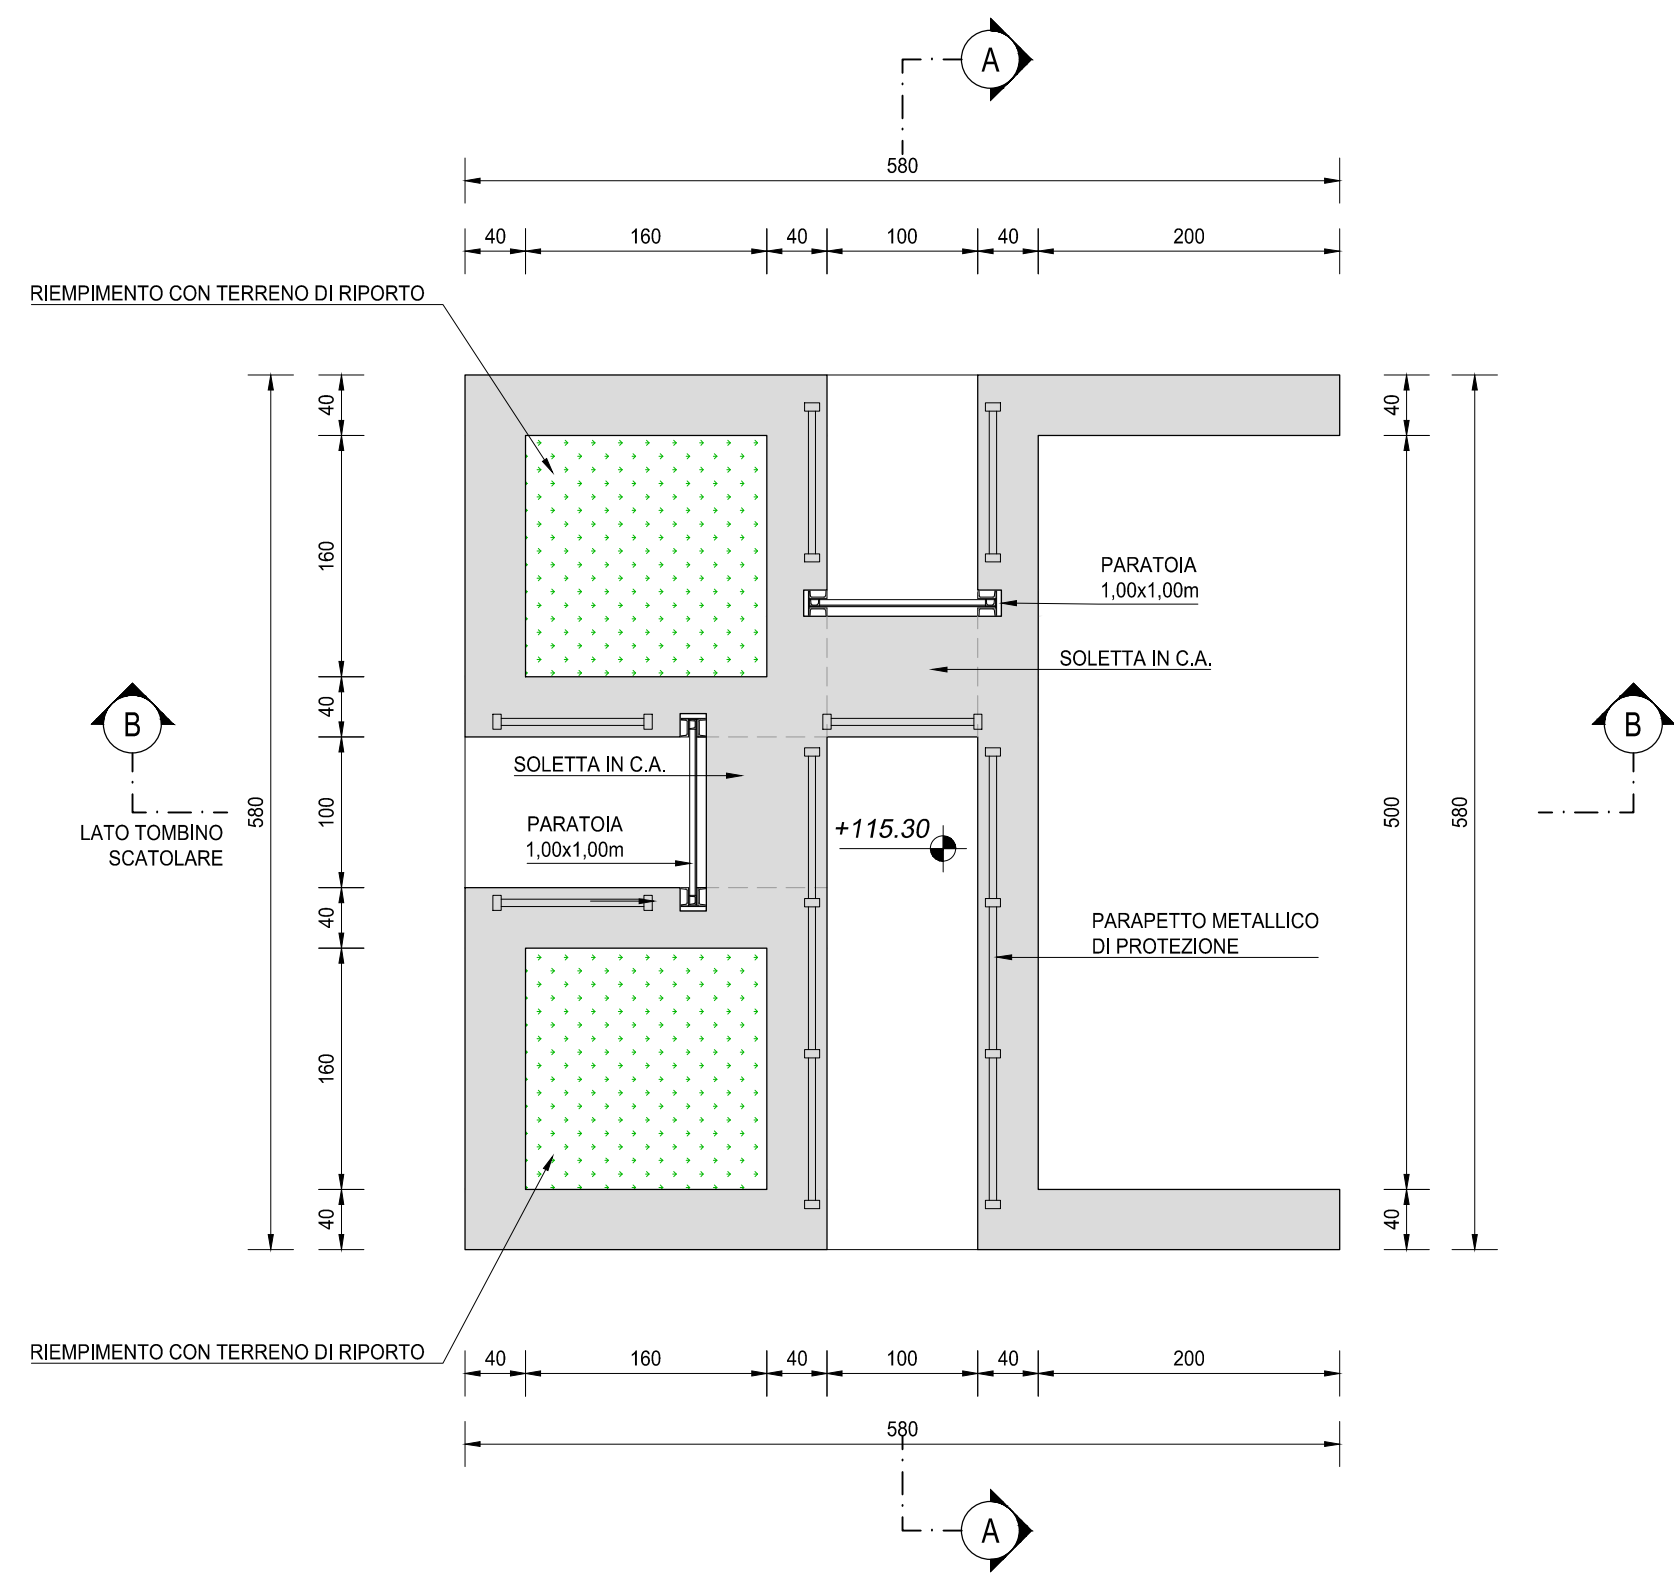 A
580
40 160 40 100 40 200
RIEMPIMENTO CON TERRENO DI RIPORTO
40
40
160
PARATOIA
1,00x1,00m
SOLETTA IN C.A.
40
B
B
SOLETTA IN C.A.
580
100
500
580
PARATOIA
1,00x1,00m
+115.30
LATO TOMBINO
SCATOLARE
40
PARAPETTO METALLICO
DI PROTEZIONE
160
40
40
RIEMPIMENTO CON TERRENO DI RIPORTO
40 160 40 100 40 200
580
A